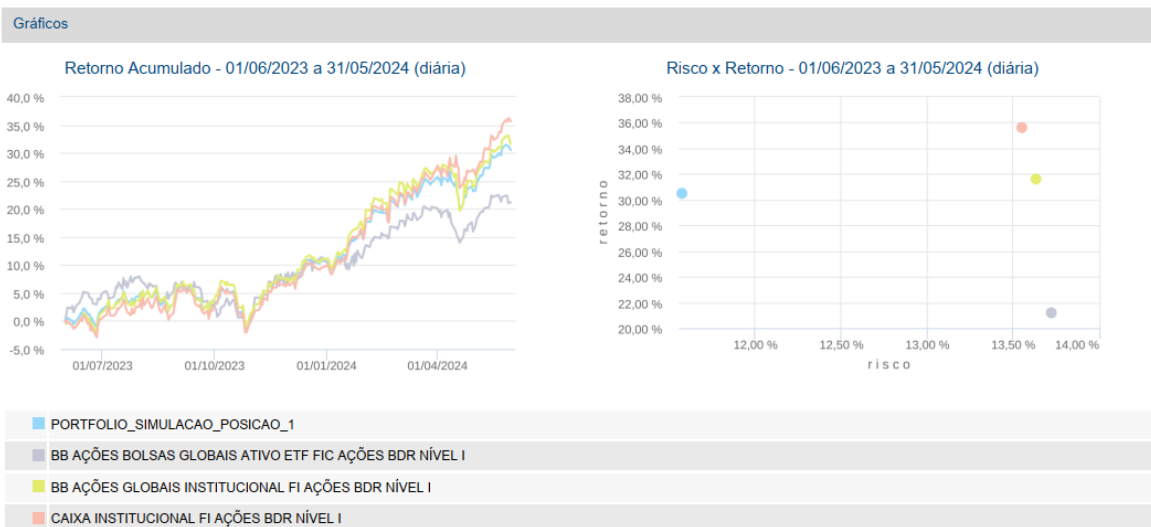 Gráficos
Retorno Acumulado - 01/06/2023 a 31/05/2024 (diária)
40,0 %
35,0 %
30,0 %
25,0 %
20,0 %
15,0 %
10,0 %
5,0 %
0,0 %
-5,0 %
01/07/2023 01/10/2023 01/01/2024 01/04/2024
Risco x Retorno - 01/06/2023 a 31/05/2024 (diária)
38,00 %
36,00 %
34,00 %
32,00 %
30,00 %
28,00 %
26,00 %
24,00 %
22,00 %
20,00 %
retorno
12,00 % 12,50 % 13,00 % 13,50 % 14,00 %
risco
PORTFOLIO_SIMULACAO_POSICAO_1
BB AÇÕES BOLSAS GLOBAIS ATIVO ETF FIC AÇÕES BDR NÍVEL I
BB AÇÕES GLOBAIS INSTITUCIONAL FI AÇÕES BDR NÍVEL I
CAIXA INSTITUCIONAL FI AÇÕES BDR NÍVEL I